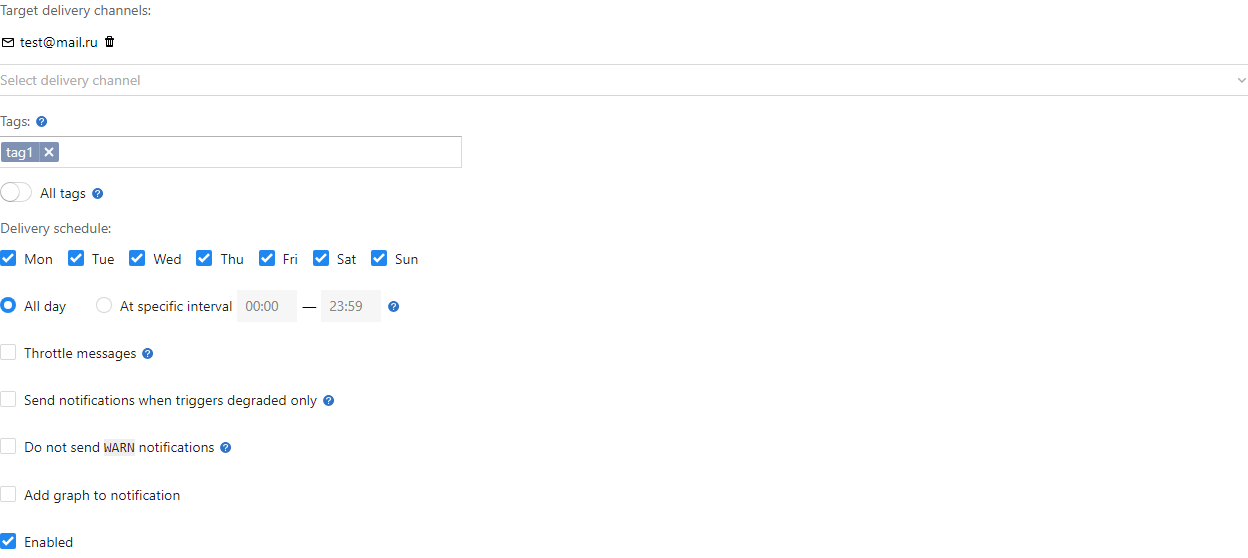 Target delivery channels:
test@mail.ru
Select delivery channel
Tags: ?
tag1 ×
All tags ?
Delivery schedule:
Mon Tue Wed Thu Fri Sat Sun
All day At specific interval 00:00 — 23:59 ?
Throttle messages ?
Send notifications when triggers degraded only ?
Do not send WARN notifications ?
Add graph to notification
Enabled